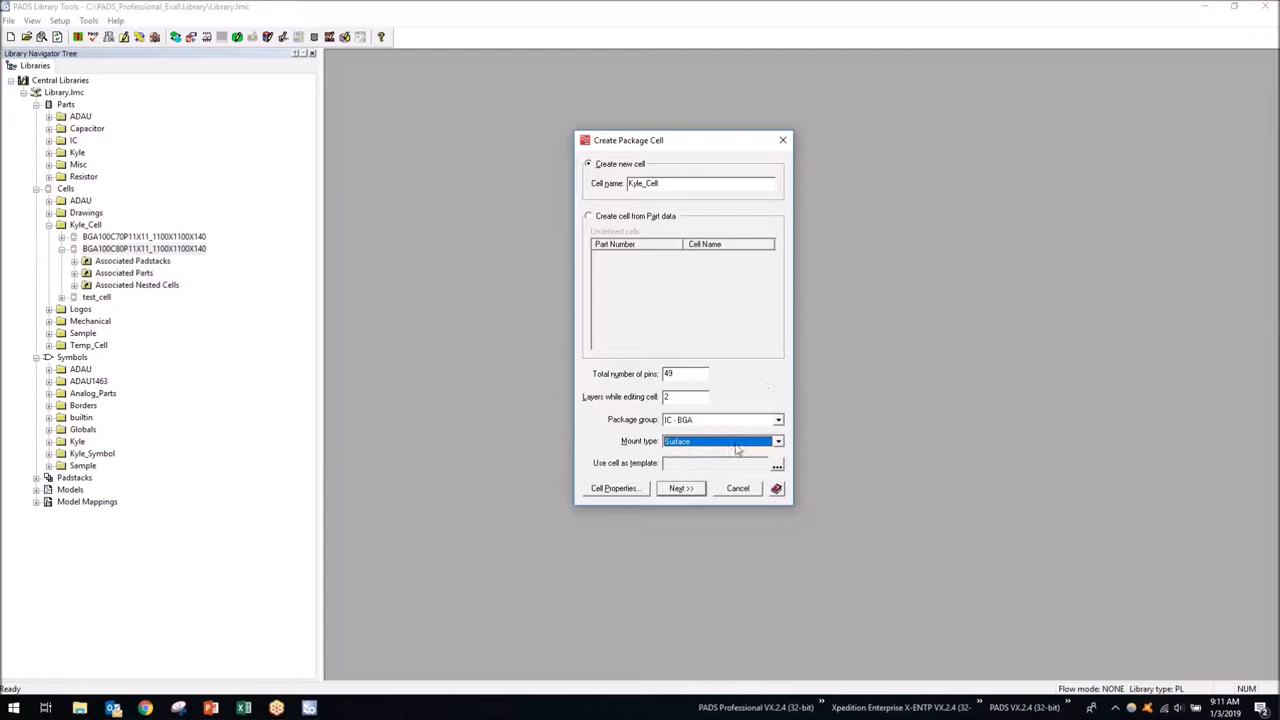 PADS Library Tools - C:\PADS_Professional_Eval\Library\Library.lmc
File View Setup Tools Help
Library Navigator Tree
Libraries
Central Libraries
Library.lmc
Parts
ADAU
Capacitor
IC
Kyle
Misc
Resistor
Cells
ADAU
Drawings
Kyle_Cell
BGA100C70P11X11_1100X1100X140
BGA100C80P11X11_1100X1100X140
Associated Padstacks
Associated Parts
Associated Nested Cells
test_cell
Logos
Mechanical
Sample
Temp_Cell
Symbols
ADAU
ADAU1463
Analog_Parts
Borders
builtin
Globals
Kyle
Kyle_Symbol
Sample
Padstacks
Models
Model Mappings
Create Package Cell
Create new cell
Cell name: Kyle_Cell
Create cell from Part data
Undefined cells:
Part Number Cell Name
Total number of pins: 49
Layers while editing cell: 2
Package group: IC - BGA
Mount type: Surface
Use cell as template: ...
Cell Properties... Next >> Cancel
Ready Flow mode: NONE Library type: PL NUM
PADS Professional VX.2.4 (32-bit) » Xpedition Enterprise X-ENTP VX.2.4 (32-... » PADS VX.2.4 (32-bit) » 9:11 AM
1/3/2019